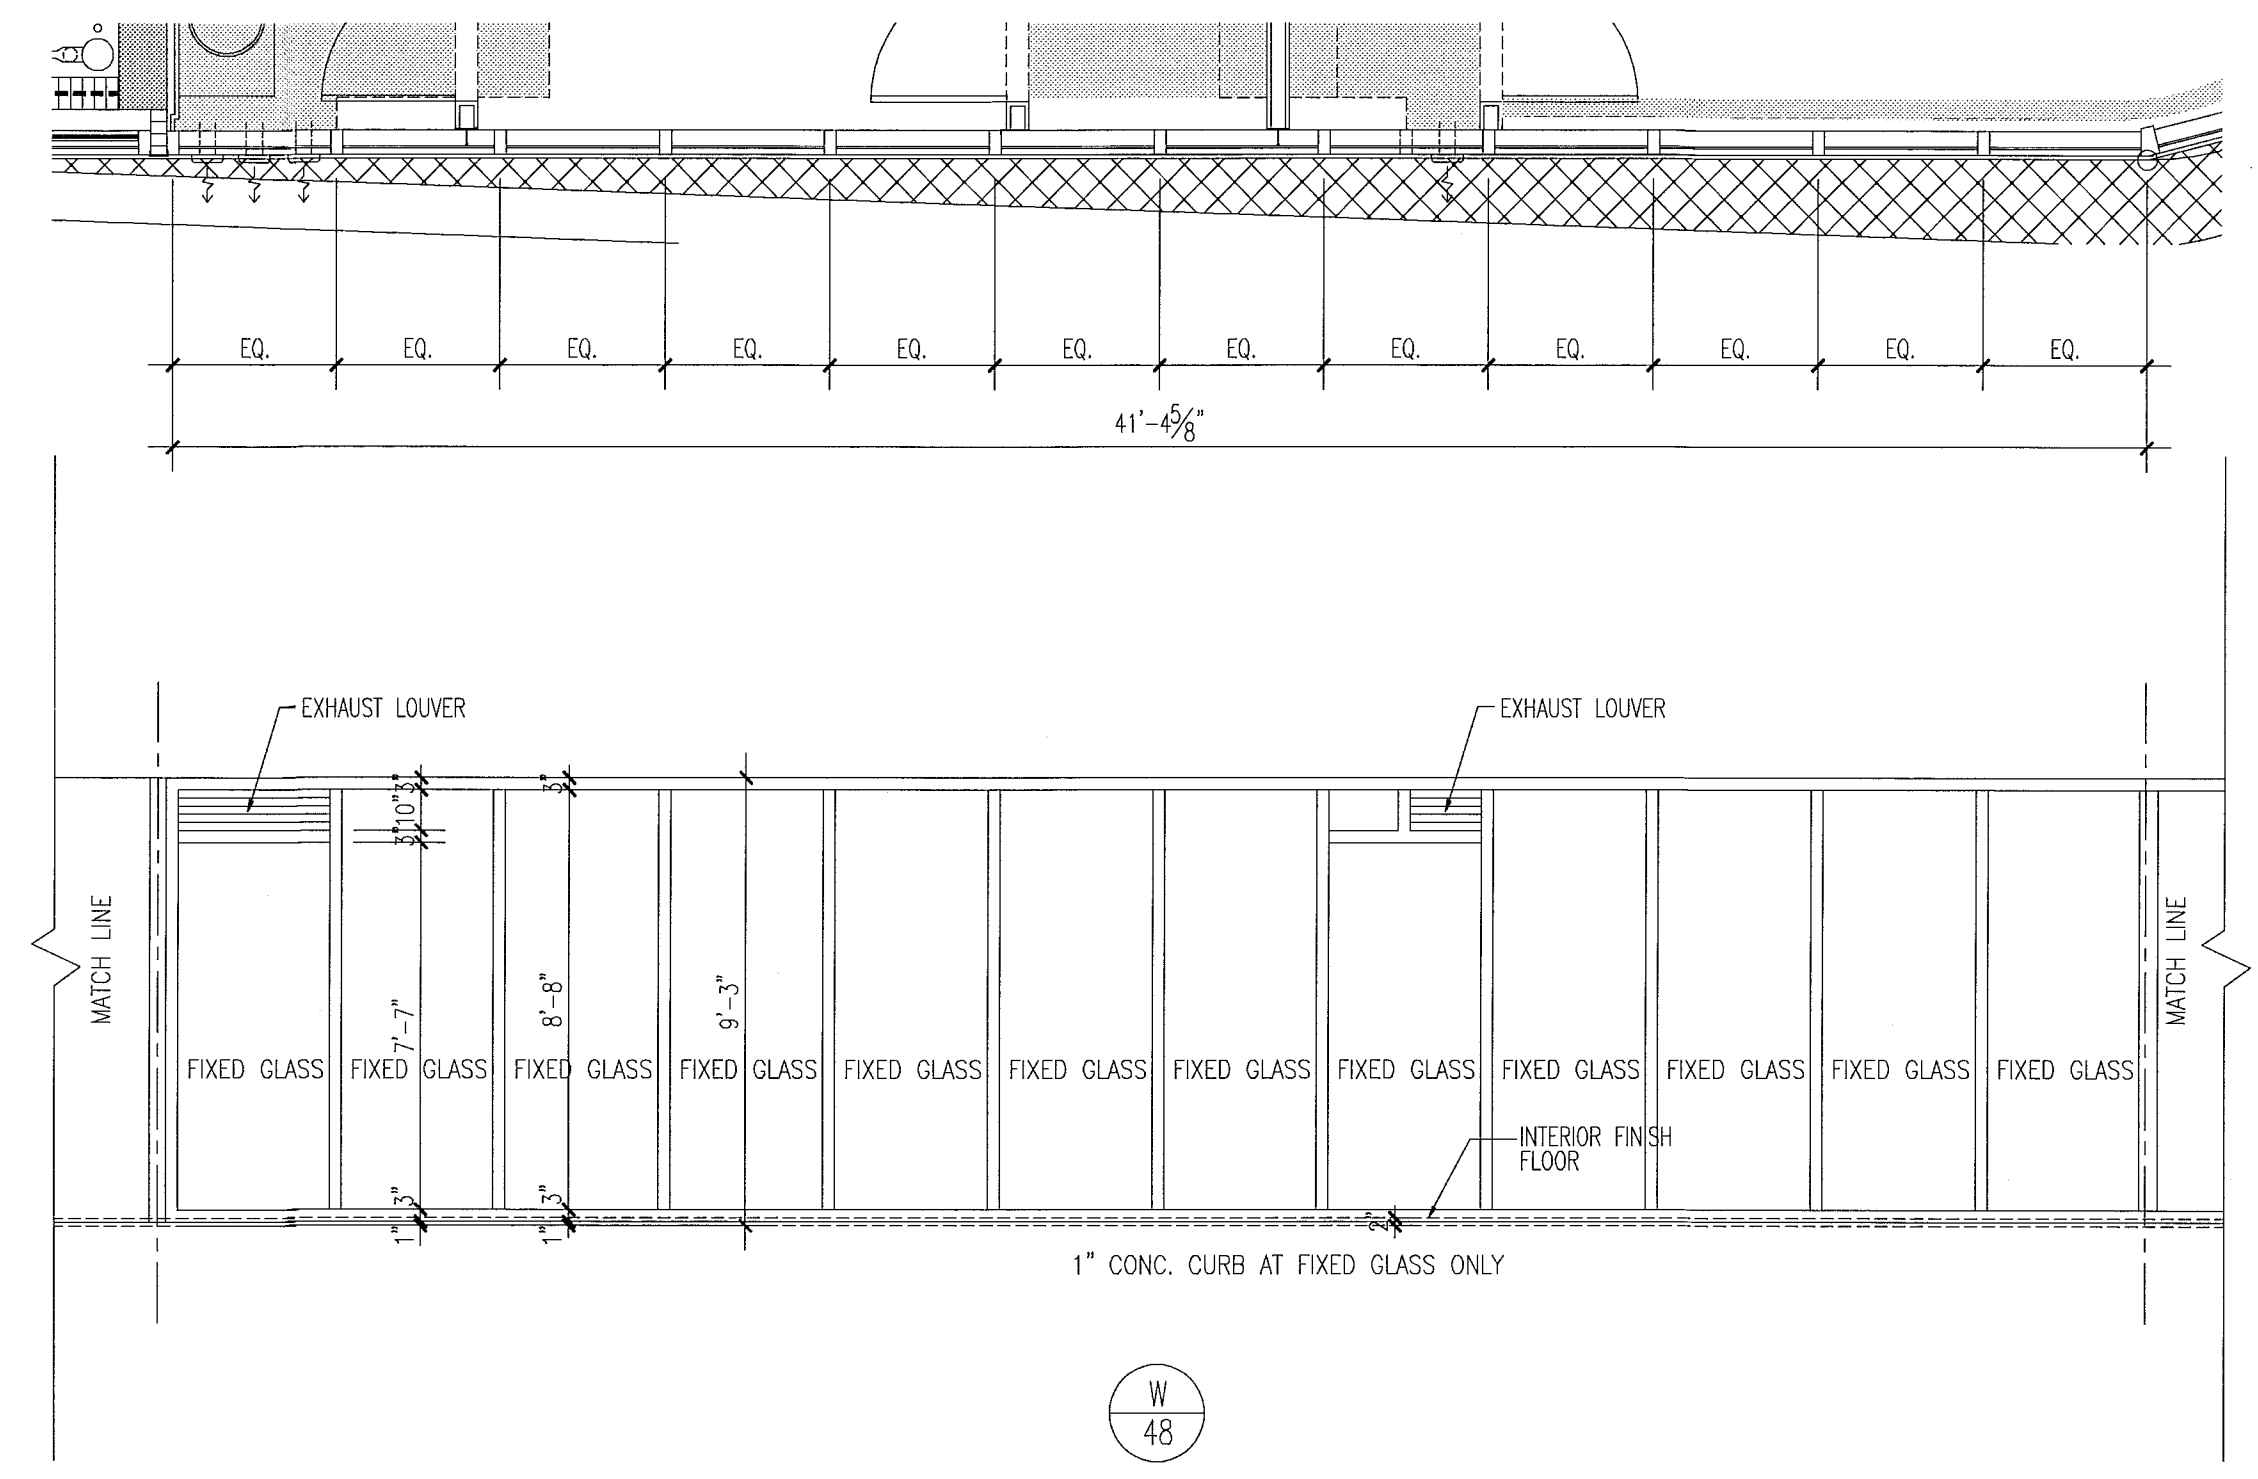 EQ. EQ. EQ. EQ. EQ. EQ. EQ. EQ. EQ. EQ. EQ. EQ.
41'-4 5/8"
EXHAUST LOUVER
EXHAUST LOUVER
3"
10"
3"
3"
MATCH LINE
7'-7"
8'-8"
9'-3"
MATCH LINE
FIXED GLASS FIXED GLASS FIXED GLASS FIXED GLASS FIXED GLASS FIXED GLASS FIXED GLASS FIXED GLASS FIXED GLASS FIXED GLASS FIXED GLASS FIXED GLASS
INTERIOR FINISH
FLOOR
3"
3"
1"
1"
2"
1" CONC. CURB AT FIXED GLASS ONLY
W
48